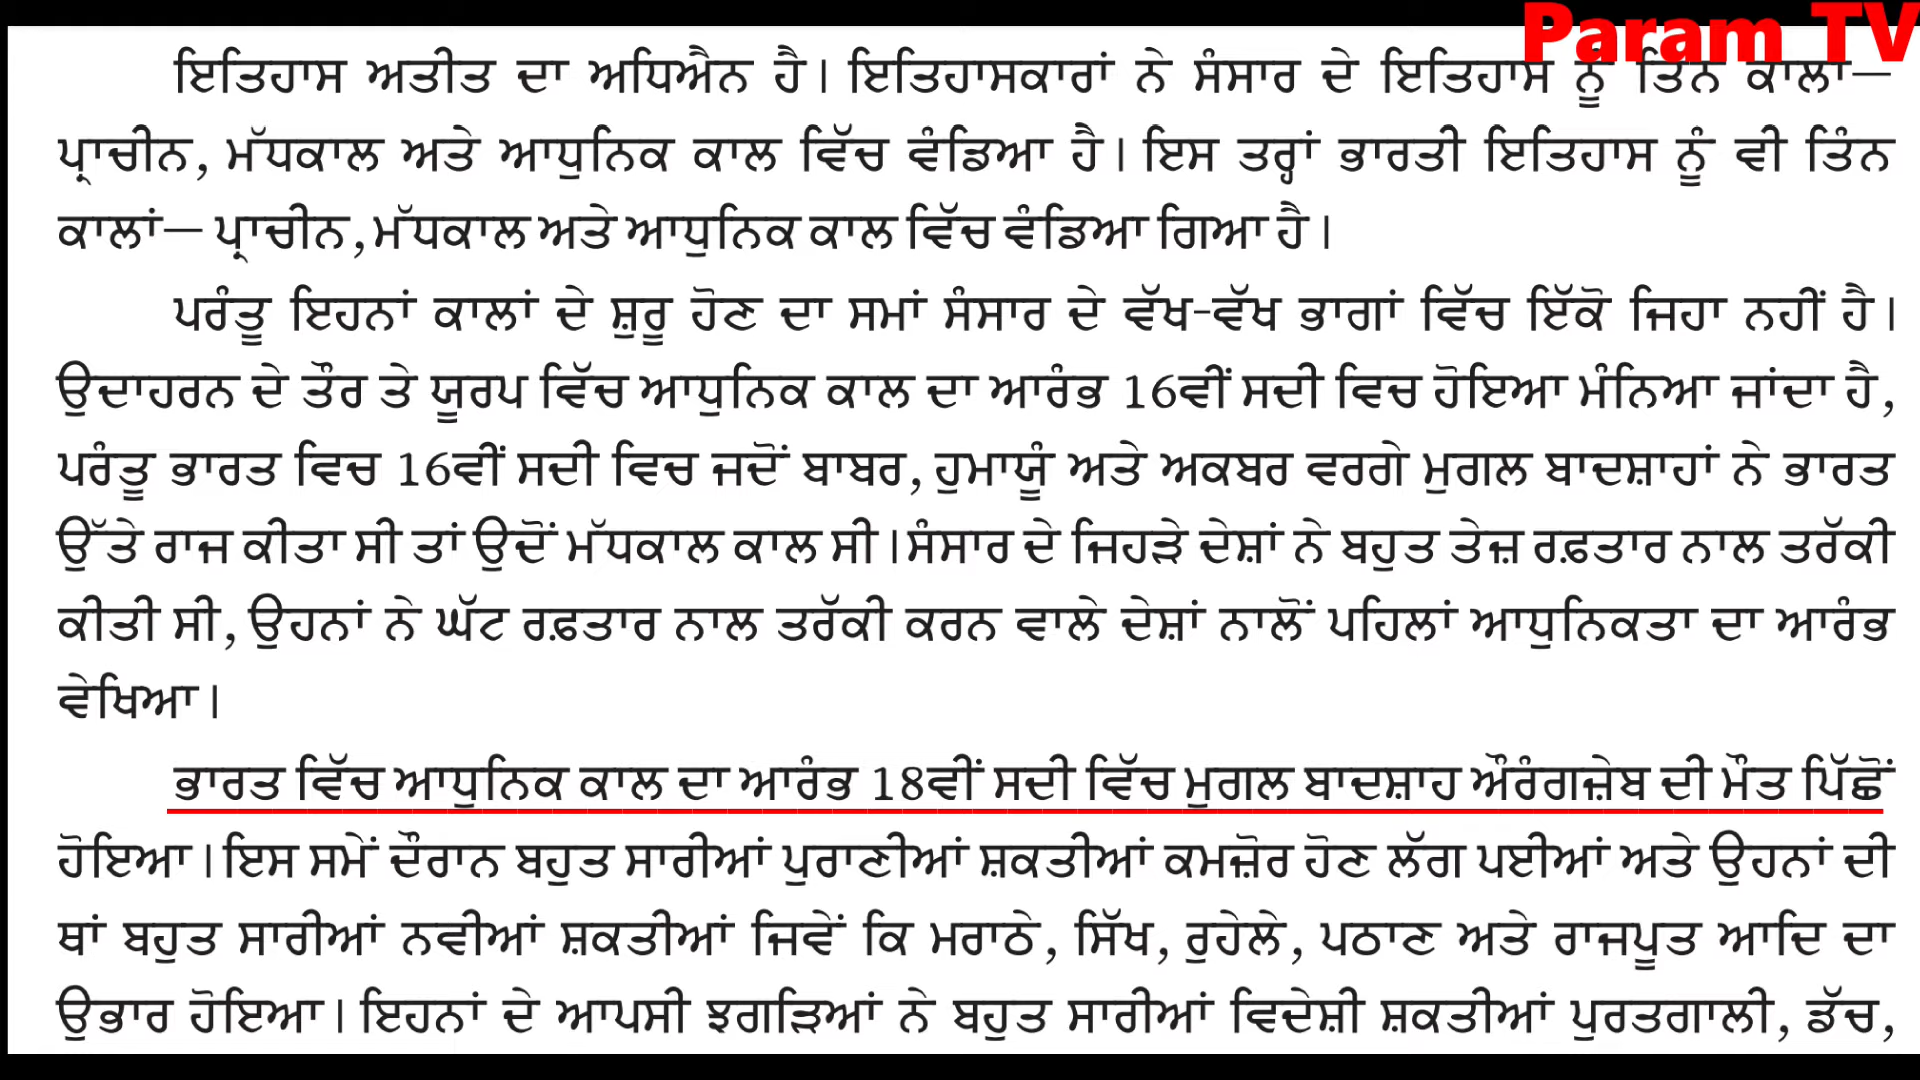 Param TV
ਇਤਿਹਾਸ ਅਤੀਤ ਦਾ ਅਧਿਐਨ ਹੈ। ਇਤਿਹਾਸਕਾਰਾਂ ਨੇ ਸੰਸਾਰ ਦੇ ਇਤਿਹਾਸ ਨੂੰ ਤਿੰਨ ਕਾਲਾਂ—
ਪ੍ਰਾਚੀਨ, ਮੱਧਕਾਲ ਅਤੇ ਆਧੁਨਿਕ ਕਾਲ ਵਿੱਚ ਵੰਡਿਆ ਹੈ। ਇਸ ਤਰ੍ਹਾਂ ਭਾਰਤੀ ਇਤਿਹਾਸ ਨੂੰ ਵੀ ਤਿੰਨ
ਕਾਲਾਂ— ਪ੍ਰਾਚੀਨ, ਮੱਧਕਾਲ ਅਤੇ ਆਧੁਨਿਕ ਕਾਲ ਵਿੱਚ ਵੰਡਿਆ ਗਿਆ ਹੈ।
ਪਰੰਤੂ ਇਹਨਾਂ ਕਾਲਾਂ ਦੇ ਸ਼ੁਰੂ ਹੋਣ ਦਾ ਸਮਾਂ ਸੰਸਾਰ ਦੇ ਵੱਖ-ਵੱਖ ਭਾਗਾਂ ਵਿੱਚ ਇੱਕੋ ਜਿਹਾ ਨਹੀਂ ਹੈ।
ਉਦਾਹਰਨ ਦੇ ਤੌਰ ਤੇ ਯੂਰਪ ਵਿੱਚ ਆਧੁਨਿਕ ਕਾਲ ਦਾ ਆਰੰਭ 16ਵੀਂ ਸਦੀ ਵਿਚ ਹੋਇਆ ਮੰਨਿਆ ਜਾਂਦਾ ਹੈ,
ਪਰੰਤੂ ਭਾਰਤ ਵਿਚ 16ਵੀਂ ਸਦੀ ਵਿਚ ਜਦੋਂ ਬਾਬਰ, ਹੁਮਾਯੂੰ ਅਤੇ ਅਕਬਰ ਵਰਗੇ ਮੁਗਲ ਬਾਦਸ਼ਾਹਾਂ ਨੇ ਭਾਰਤ
ਉੱਤੇ ਰਾਜ ਕੀਤਾ ਸੀ ਤਾਂ ਉਦੋਂ ਮੱਧਕਾਲ ਕਾਲ ਸੀ। ਸੰਸਾਰ ਦੇ ਜਿਹੜੇ ਦੇਸ਼ਾਂ ਨੇ ਬਹੁਤ ਤੇਜ਼ ਰਫ਼ਤਾਰ ਨਾਲ ਤਰੱਕੀ
ਕੀਤੀ ਸੀ, ਉਹਨਾਂ ਨੇ ਘੱਟ ਰਫ਼ਤਾਰ ਨਾਲ ਤਰੱਕੀ ਕਰਨ ਵਾਲੇ ਦੇਸ਼ਾਂ ਨਾਲੋਂ ਪਹਿਲਾਂ ਆਧੁਨਿਕਤਾ ਦਾ ਆਰੰਭ
ਵੇਖਿਆ।
ਭਾਰਤ ਵਿੱਚ ਆਧੁਨਿਕ ਕਾਲ ਦਾ ਆਰੰਭ 18ਵੀਂ ਸਦੀ ਵਿੱਚ ਮੁਗਲ ਬਾਦਸ਼ਾਹ ਔਰੰਗਜ਼ੇਬ ਦੀ ਮੌਤ ਪਿੱਛੋਂ
ਹੋਇਆ। ਇਸ ਸਮੇਂ ਦੌਰਾਨ ਬਹੁਤ ਸਾਰੀਆਂ ਪੁਰਾਣੀਆਂ ਸ਼ਕਤੀਆਂ ਕਮਜ਼ੋਰ ਹੋਣ ਲੱਗ ਪਈਆਂ ਅਤੇ ਉਹਨਾਂ ਦੀ
ਥਾਂ ਬਹੁਤ ਸਾਰੀਆਂ ਨਵੀਆਂ ਸ਼ਕਤੀਆਂ ਜਿਵੇਂ ਕਿ ਮਰਾਠੇ, ਸਿੱਖ, ਰੁਹੇਲੇ, ਪਠਾਣ ਅਤੇ ਰਾਜਪੂਤ ਆਦਿ ਦਾ
ਉਭਾਰ ਹੋਇਆ। ਇਹਨਾਂ ਦੇ ਆਪਸੀ ਝਗੜਿਆਂ ਨੇ ਬਹੁਤ ਸਾਰੀਆਂ ਵਿਦੇਸ਼ੀ ਸ਼ਕਤੀਆਂ ਪੁਰਤਗਾਲੀ, ਡੱਚ,